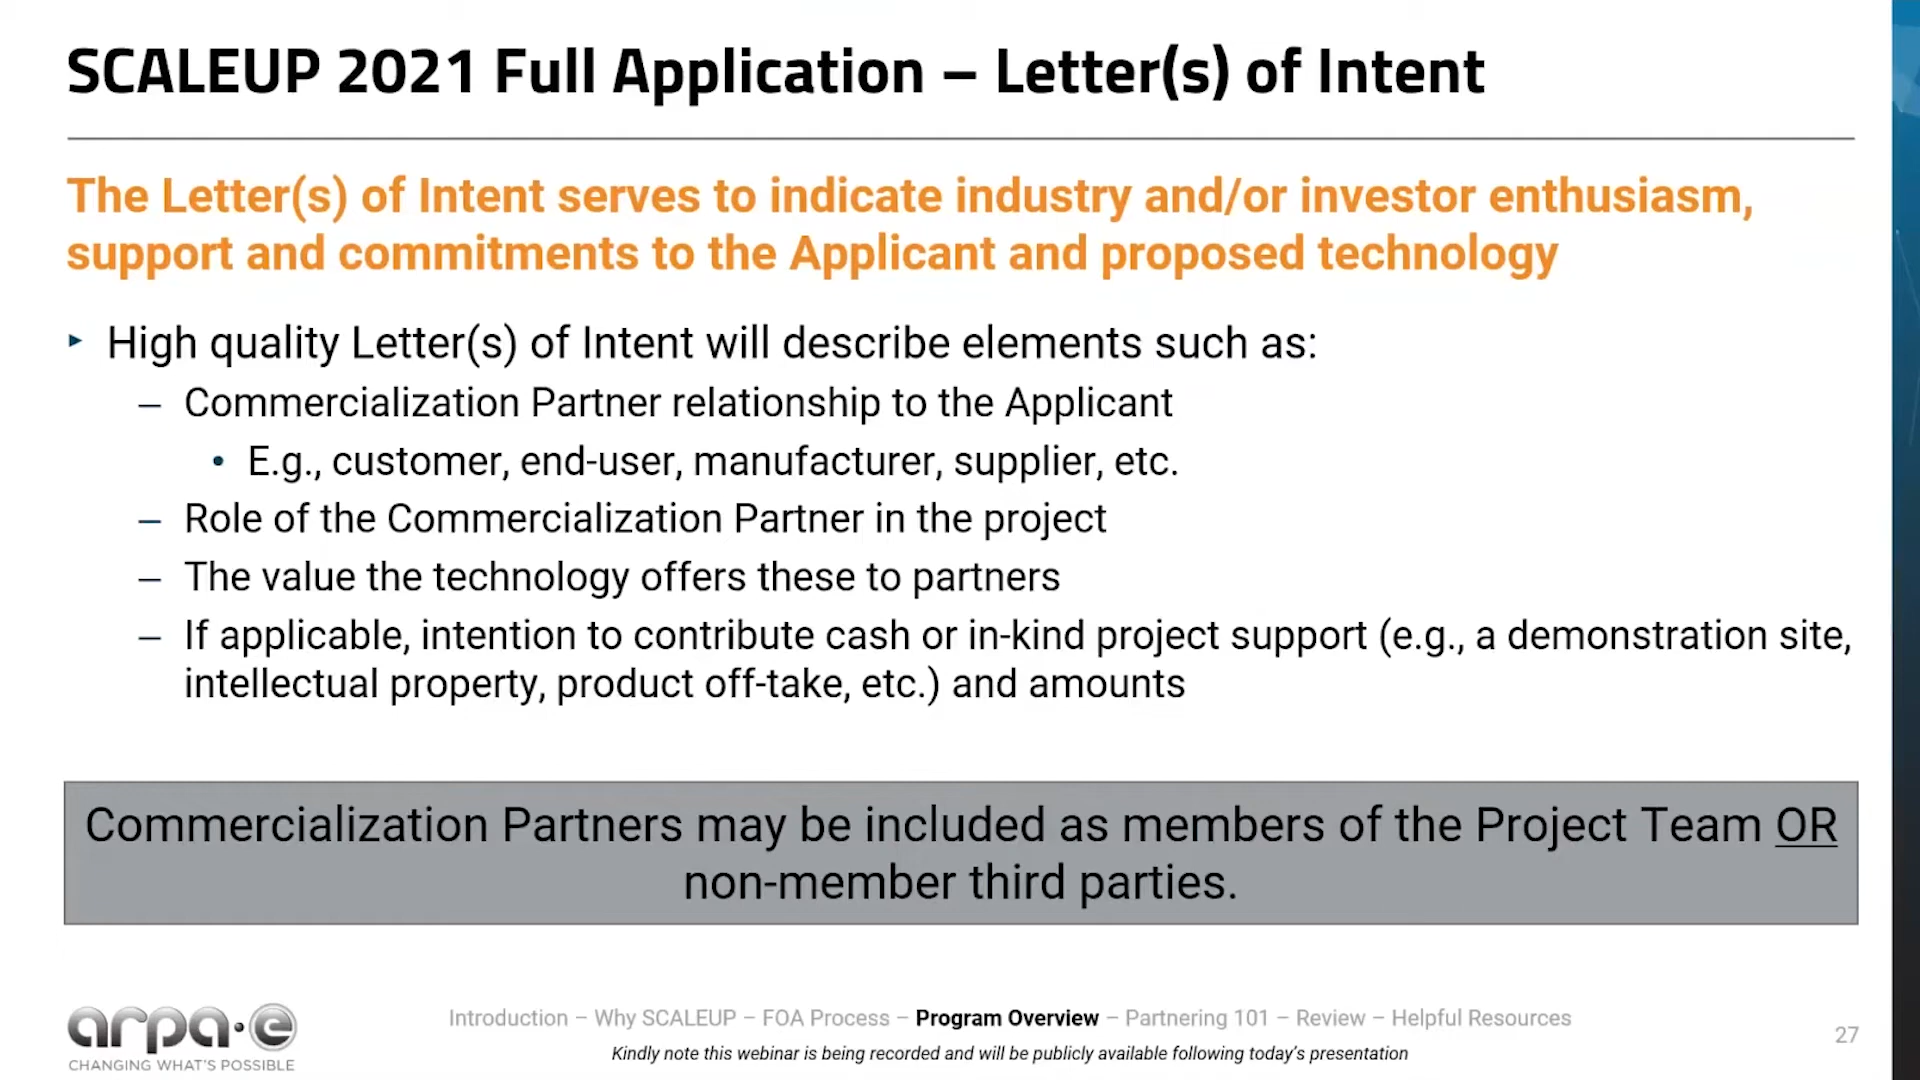 SCALEUP 2021 Full Application – Letter(s) of Intent
The Letter(s) of Intent serves to indicate industry and/or investor enthusiasm,
support and commitments to the Applicant and proposed technology
‣ High quality Letter(s) of Intent will describe elements such as:
– Commercialization Partner relationship to the Applicant
• E.g., customer, end-user, manufacturer, supplier, etc.
– Role of the Commercialization Partner in the project
– The value the technology offers these to partners
– If applicable, intention to contribute cash or in-kind project support (e.g., a demonstration site,
intellectual property, product off-take, etc.) and amounts
Commercialization Partners may be included as members of the Project Team OR
non-member third parties.
arpa·e
CHANGING WHAT'S POSSIBLE
Introduction – Why SCALEUP – FOA Process – Program Overview – Partnering 101 – Review – Helpful Resources
Kindly note this webinar is being recorded and will be publicly available following today's presentation
27